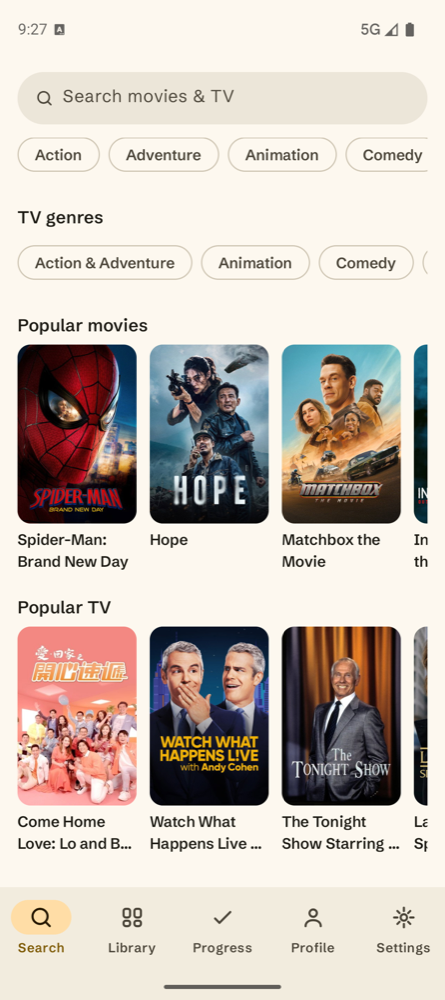 9:27
5G
Search movies & TV
Action
Adventure
Animation
Comedy
TV genres
Action & Adventure
Animation
Comedy
Popular movies
SPIDER-MAN
BRAND NEW DAY
HOPE
MATCHBOX
THE MOVIE
IN
Spider-Man:
Brand New Day
Hope
Matchbox the
Movie
In
th
Popular TV
愛·回家之
開心速遞
WATCH WHAT
HAPPENS L!VE
with Andy Cohen
The
TONIGHT SHOW
L
S
Come Home
Love: Lo and B...
Watch What
Happens Live ...
The Tonight
Show Starring ...
La
Sp
Search
Library
Progress
Profile
Settings